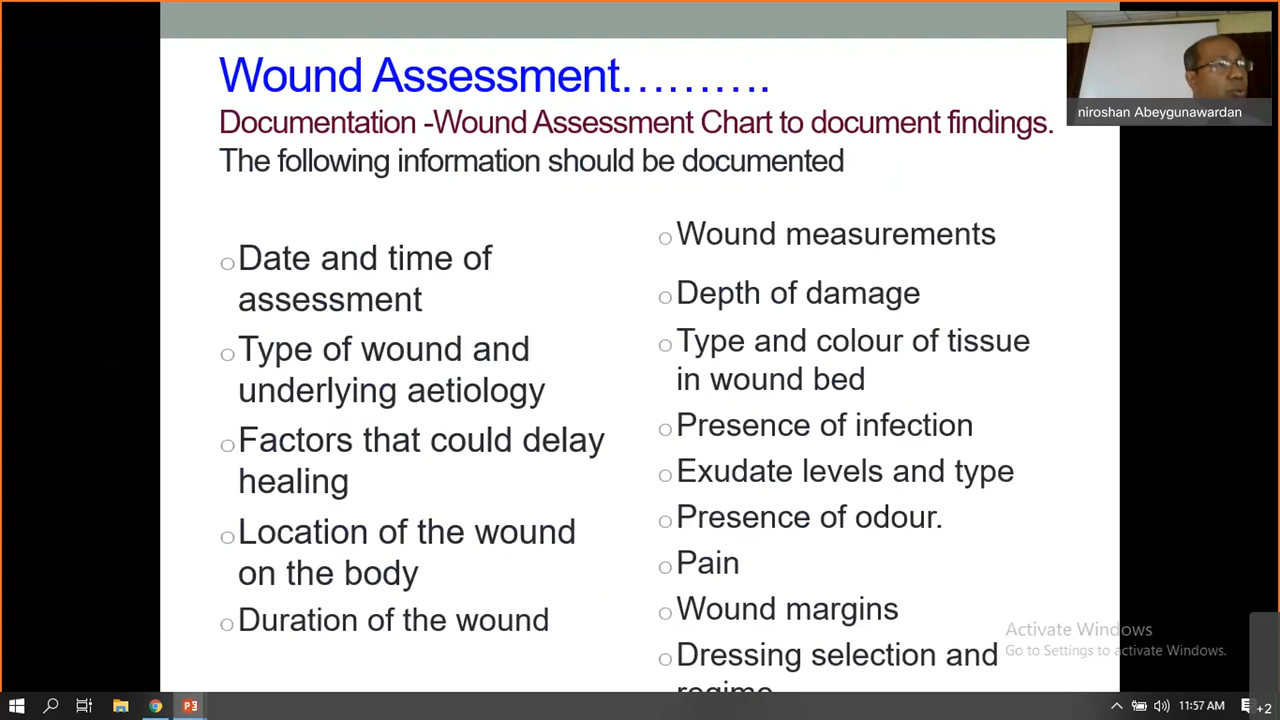 Wound Assessment……….
Documentation -Wound Assessment Chart to document findings.
The following information should be documented
Date and time of
assessment
Type of wound and
underlying aetiology
Factors that could delay
healing
Location of the wound
on the body
Duration of the wound
Wound measurements
Depth of damage
Type and colour of tissue
in wound bed
Presence of infection
Exudate levels and type
Presence of odour.
Pain
Wound margins
Dressing selection and
regime
niroshan Abeygunawardan
Activate Windows
Go to Settings to activate Windows.
11:57 AM
+2